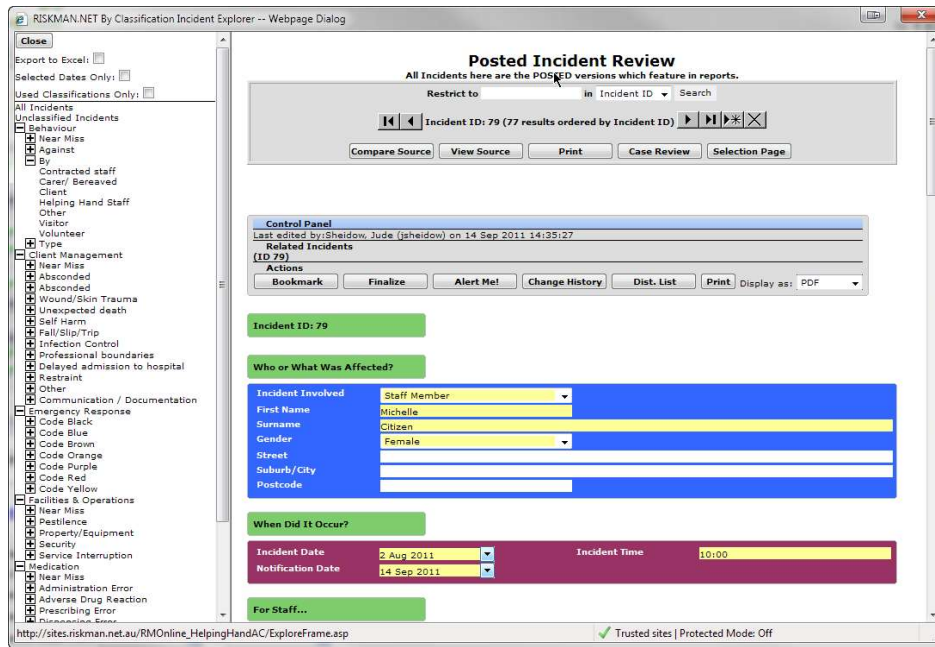 RISKMAN.NET By Classification Incident Explorer -- Webpage Dialog
Close
Export to Excel:
Selected Dates Only:
Used Classifications Only:
All Incidents
Unclassified Incidents
Behaviour
Near Miss
Against
By
Contracted staff
Carer/ Bereaved
Client
Helping Hand Staff
Other
Visitor
Volunteer
Type
Client Management
Near Miss
Absconded
Absconded
Wound/Skin Trauma
Unexpected death
Self Harm
Fall/Slip/Trip
Infection Control
Professional boundaries
Delayed admission to hospital
Restraint
Other
Communication / Documentation
Emergency Response
Code Black
Code Blue
Code Brown
Code Orange
Code Purple
Code Red
Code Yellow
Facilities & Operations
Near Miss
Pestilence
Property/Equipment
Security
Service Interruption
Medication
Near Miss
Administration Error
Adverse Drug Reaction
Prescribing Error
Dispensing Error
Posted Incident Review
All Incidents here are the POSTED versions which feature in reports.
Restrict to in Incident ID Search
Incident ID: 79 (77 results ordered by Incident ID)
Compare Source View Source Print Case Review Selection Page
Control Panel
Last edited by:Sheidow, Jude (jsheidow) on 14 Sep 2011 14:35:27
Related Incidents
(ID 79)
Actions
Bookmark Finalize Alert Me! Change History Dist. List Print Display as: PDF
Incident ID: 79
Who or What Was Affected?
Incident Involved Staff Member
First Name Michelle
Surname Citizen
Gender Female
Street
Suburb/City
Postcode
When Did It Occur?
Incident Date 2 Aug 2011 Incident Time 10:00
Notification Date 14 Sep 2011
For Staff...
http://sites.riskman.net.au/RMOnline_HelpingHandAC/ExploreFrame.asp Trusted sites | Protected Mode: Off